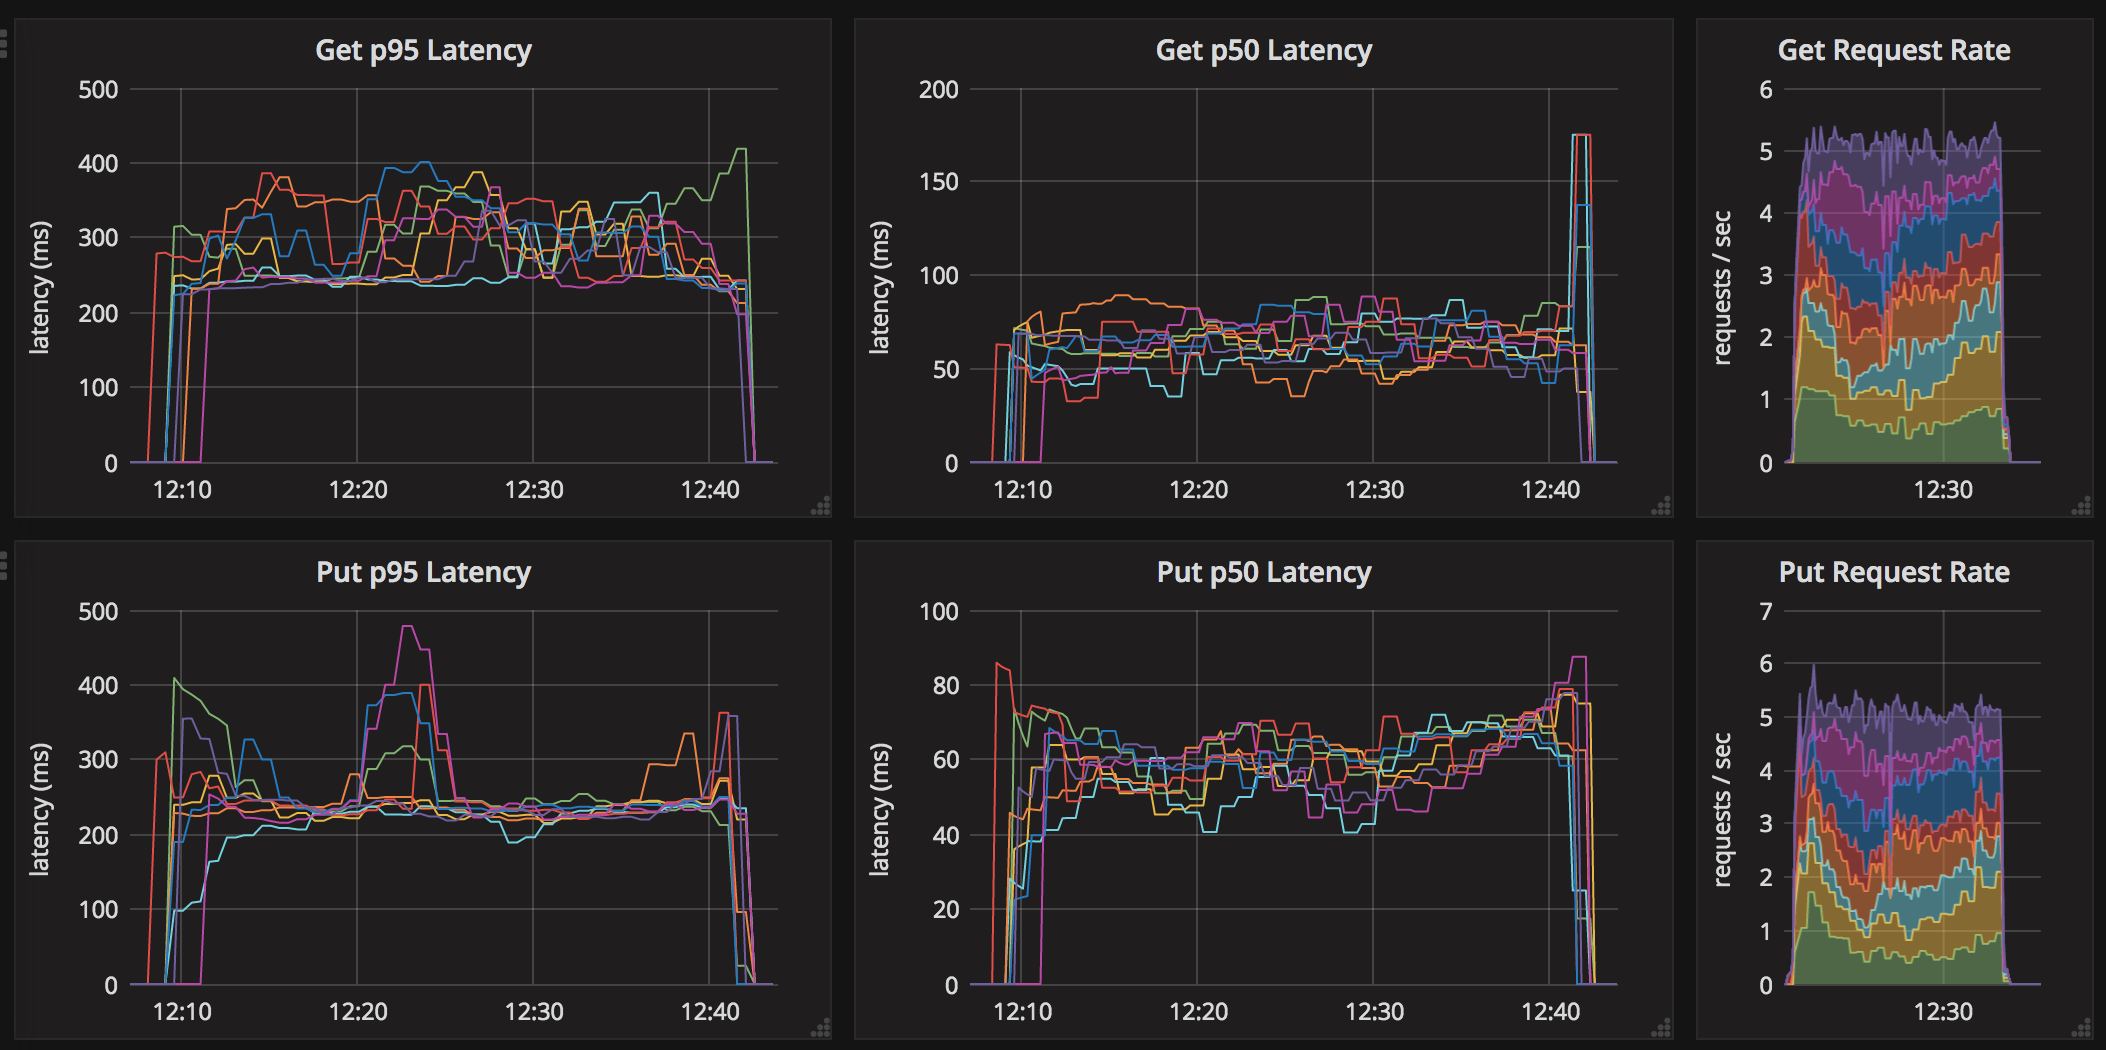 Get p95 Latency
500
400
300
200
100
0
latency (ms)
12:10 12:20 12:30 12:40
Get p50 Latency
200
150
100
50
0
latency (ms)
12:10 12:20 12:30 12:40
Get Request Rate
6
5
4
3
2
1
0
requests / sec
12:30
Put p95 Latency
500
400
300
200
100
0
latency (ms)
12:10 12:20 12:30 12:40
Put p50 Latency
100
80
60
40
20
0
latency (ms)
12:10 12:20 12:30 12:40
Put Request Rate
7
6
5
4
3
2
1
0
requests / sec
12:30